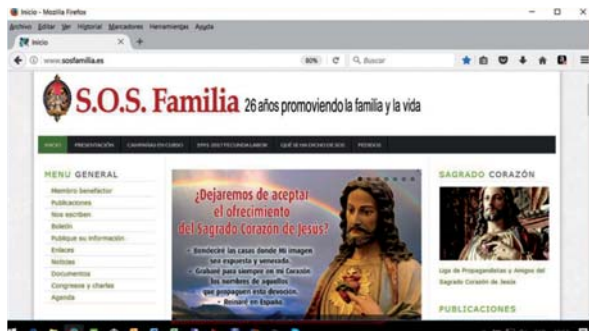 Inicio - Mozilla Firefox
Archivo Editar Ver Historial Marcadores Herramientas Ayuda
Inicio
www.sosfamilia.es
80%
Buscar
S.O.S. Familia 26 años promoviendo la familia y la vida
INICIO
PRESENTACIÓN
CAMPAÑAS EN CURSO
1991-2017 FECUNDA LABOR
QUÉ SE HA DICHO DE SOS
PEDIDOS
MENU GENERAL
Miembro benefactor
Publicaciones
Nos escriben
Boletín
Publique su información
Enlaces
Noticias
Documentos
Congresos y charlas
Agenda
¿Dejaremos de aceptar
el ofrecimiento
del Sagrado Corazón de Jesús?
• Bendeciré las casas donde Mi imagen
sea expuesta y venerada.
• Grabaré para siempre en mi Corazón
los nombres de aquellos
que propaguen esta devoción.
• Reinaré en España.
SAGRADO CORAZÓN
Liga de Propagandistas y Amigos del
Sagrado Corazón de Jesús
PUBLICACIONES